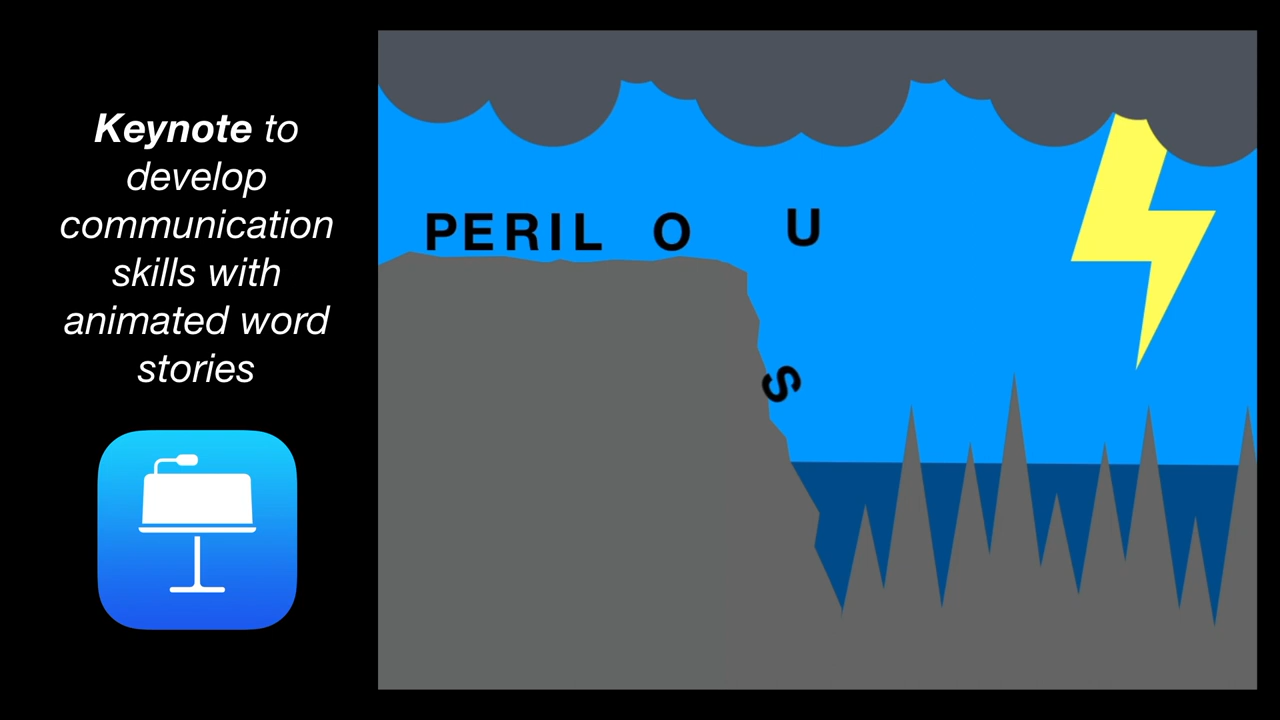 Keynote to
develop
communication
skills with
animated word
stories
PERIL O U
S